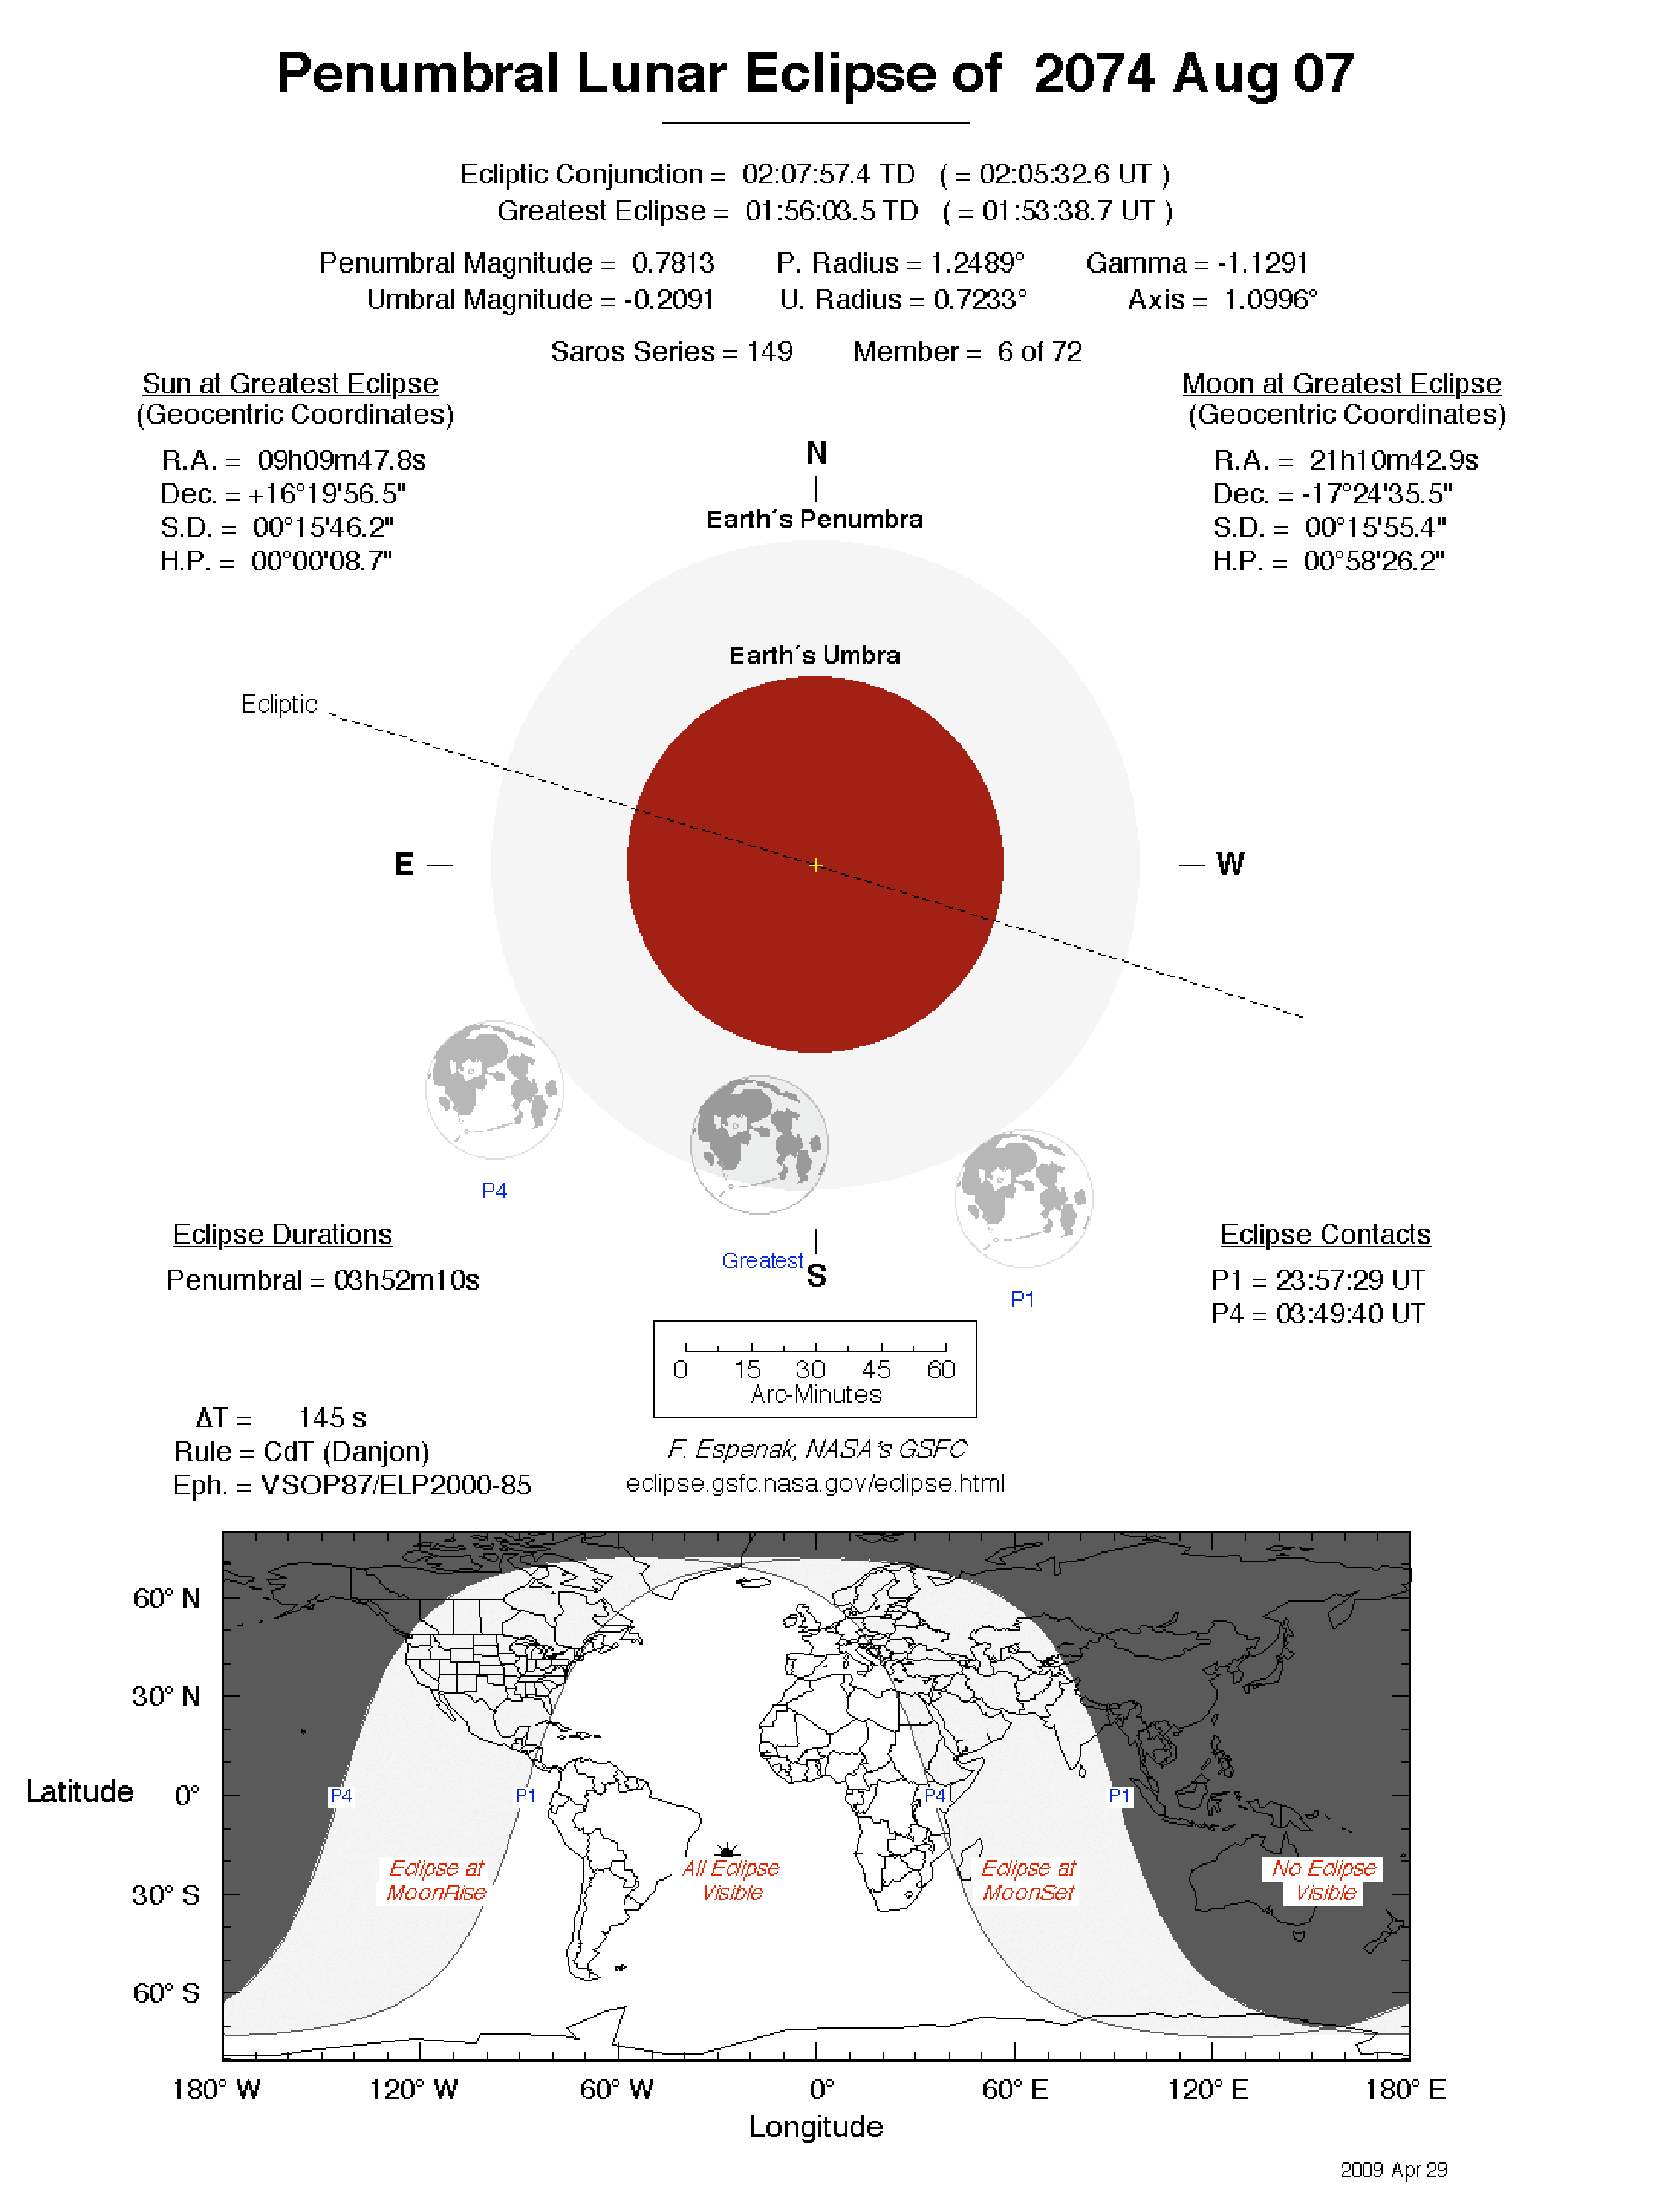 Penumbral Lunar Eclipse of 2074 Aug 07
Ecliptic Conjunction = 02:07:57.4 TD ( = 02:05:32.6 UT )
Greatest Eclipse = 01:56:03.5 TD ( = 01:53:38.7 UT )
Penumbral Magnitude = 0.7813 P. Radius = 1.2489° Gamma = -1.1291
Umbral Magnitude = -0.2091 U. Radius = 0.7233° Axis = 1.0996°
Saros Series = 149 Member = 6 of 72
Sun at Greatest Eclipse
(Geocentric Coordinates)
R.A. = 09h09m47.8s
Dec. = +16°19'56.5"
S.D. = 00°15'46.2"
H.P. = 00°00'08.7"
Moon at Greatest Eclipse
(Geocentric Coordinates)
R.A. = 21h10m42.9s
Dec. = -17°24'35.5"
S.D. = 00°15'55.4"
H.P. = 00°58'26.2"
N
Earth´s Penumbra
Earth´s Umbra
Ecliptic
E
W
P4
Greatest
S
P1
Eclipse Durations
Penumbral = 03h52m10s
Eclipse Contacts
P1 = 23:57:29 UT
P4 = 03:49:40 UT
0 15 30 45 60
Arc-Minutes
ΔT = 145 s
Rule = CdT (Danjon)
Eph. = VSOP87/ELP2000-85
F. Espenak, NASA's GSFC
eclipse.gsfc.nasa.gov/eclipse.html
60° N
30° N
Latitude 0°
30° S
60° S
P4 P1 P4 P1
Eclipse at
MoonRise
All Eclipse
Visible
Eclipse at
MoonSet
No Eclipse
Visible
180° W 120° W 60° W 0° 60° E 120° E 180° E
Longitude
2009 Apr 29